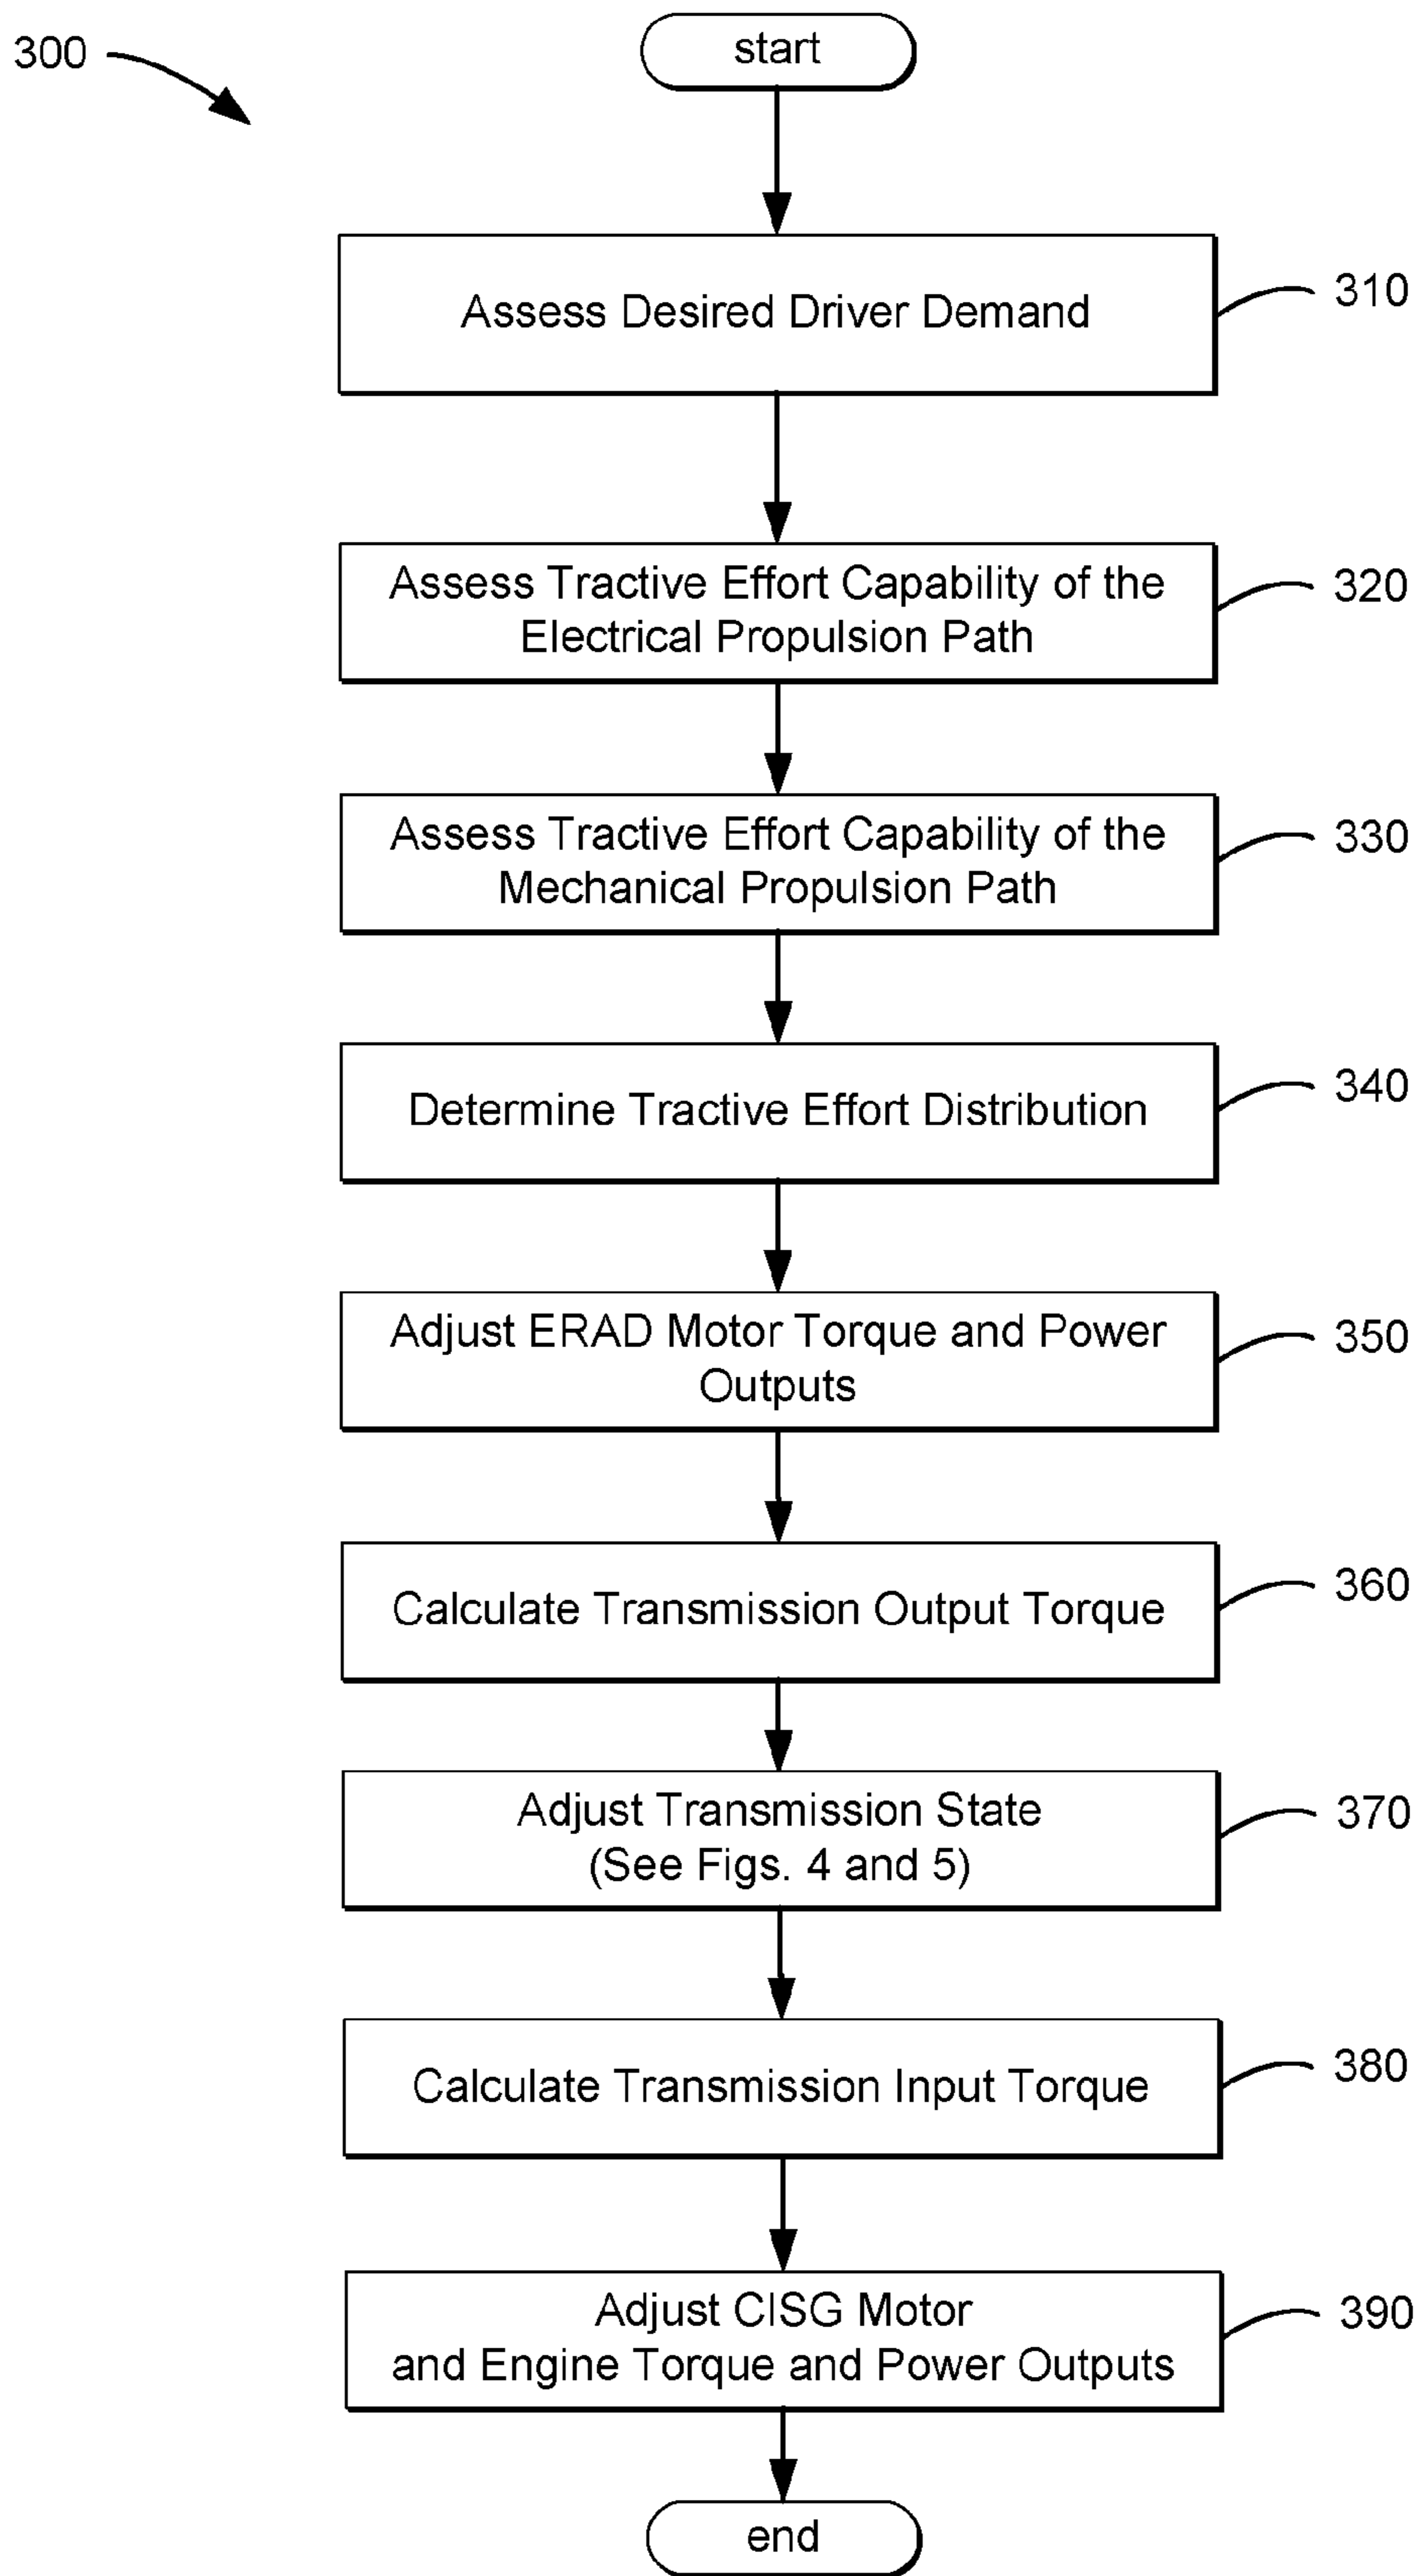 300
start
Assess Desired Driver Demand
310
Assess Tractive Effort Capability of the
Electrical Propulsion Path
320
Assess Tractive Effort Capability of the
Mechanical Propulsion Path
330
Determine Tractive Effort Distribution
340
Adjust ERAD Motor Torque and Power
Outputs
350
Calculate Transmission Output Torque
360
Adjust Transmission State
(See Figs. 4 and 5)
370
Calculate Transmission Input Torque
380
Adjust CISG Motor
and Engine Torque and Power Outputs
390
end